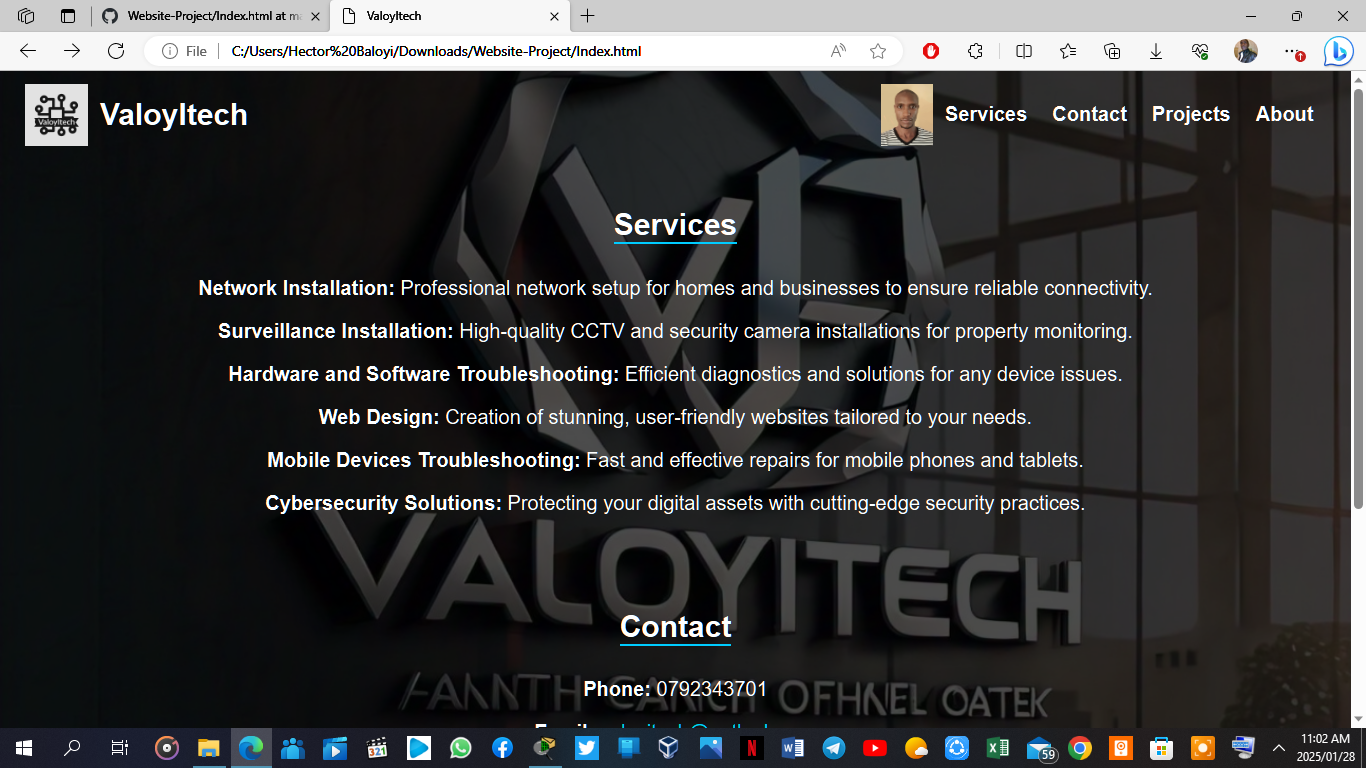 Website-Project/Index.html at ma
ValoyItech
File
C:/Users/Hector%20Baloyi/Downloads/Website-Project/Index.html
ValoyItech
ValoyItech
Services
Contact
Projects
About
Services
Network Installation: Professional network setup for homes and businesses to ensure reliable connectivity.
Surveillance Installation: High-quality CCTV and security camera installations for property monitoring.
Hardware and Software Troubleshooting: Efficient diagnostics and solutions for any device issues.
Web Design: Creation of stunning, user-friendly websites tailored to your needs.
Mobile Devices Troubleshooting: Fast and effective repairs for mobile phones and tablets.
Cybersecurity Solutions: Protecting your digital assets with cutting-edge security practices.
VALOYITECH
Contact
Phone: 0792343701
321
59
11:02 AM
2025/01/28